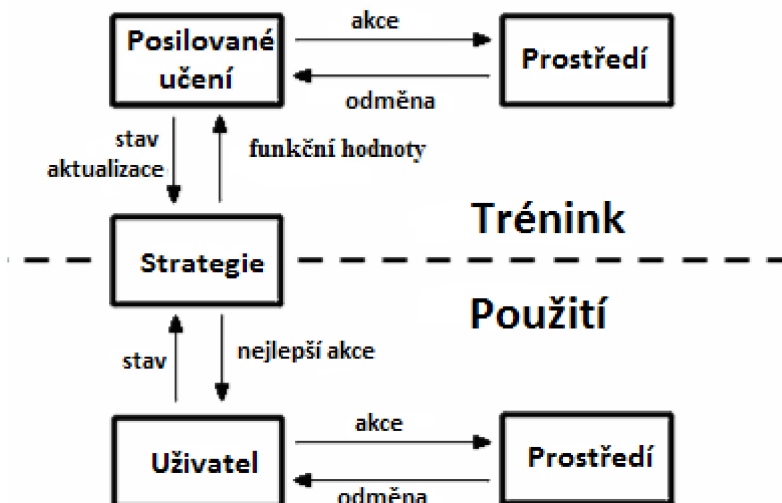 akce
Posilované
učení
Prostředí
odměna
stav
aktualizace
funkční hodnoty
Trénink
Strategie
Použití
stav
nejlepší akce
akce
Uživatel
Prostředí
odměna